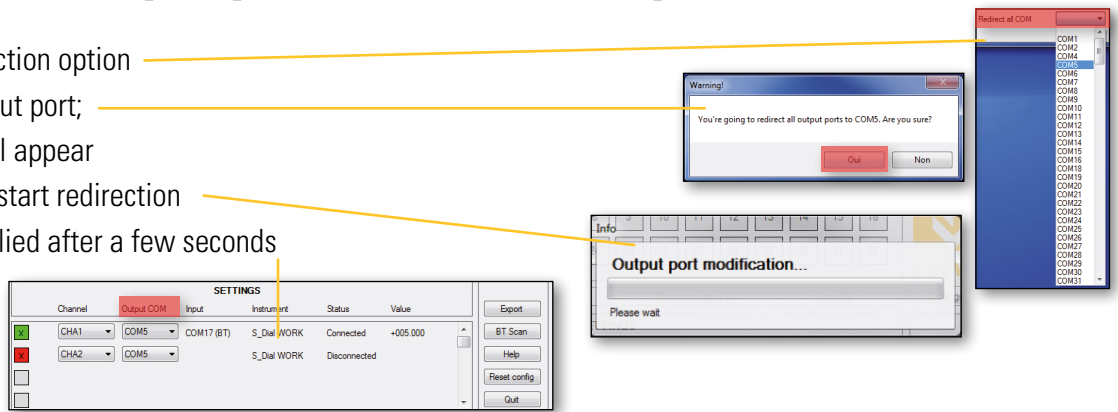 Redirect all COM
COM1
COM2
COM4
COM5
COM6
COM7
COM8
COM9
COM10
COM11
COM12
COM13
COM14
COM15
COM16
COM18
COM19
COM20
COM21
COM22
COM23
COM24
COM25
COM26
COM27
COM28
COM29
COM30
COM31
ction option
ut port;
l appear
start redirection
lied after a few seconds
Warning!
You're going to redirect all output ports to COM5. Are you sure?
Oui Non
Info
Output port modification...
Please wait
SETTINGS
Channel Output COM Input Instrument Status Value
X CHA1 COM5 COM17 (BT) S_Dial WORK Connected +005.000
X CHA2 COM5 S_Dial WORK Disconnected
Export
BT Scan
Help
Reset config
Quit